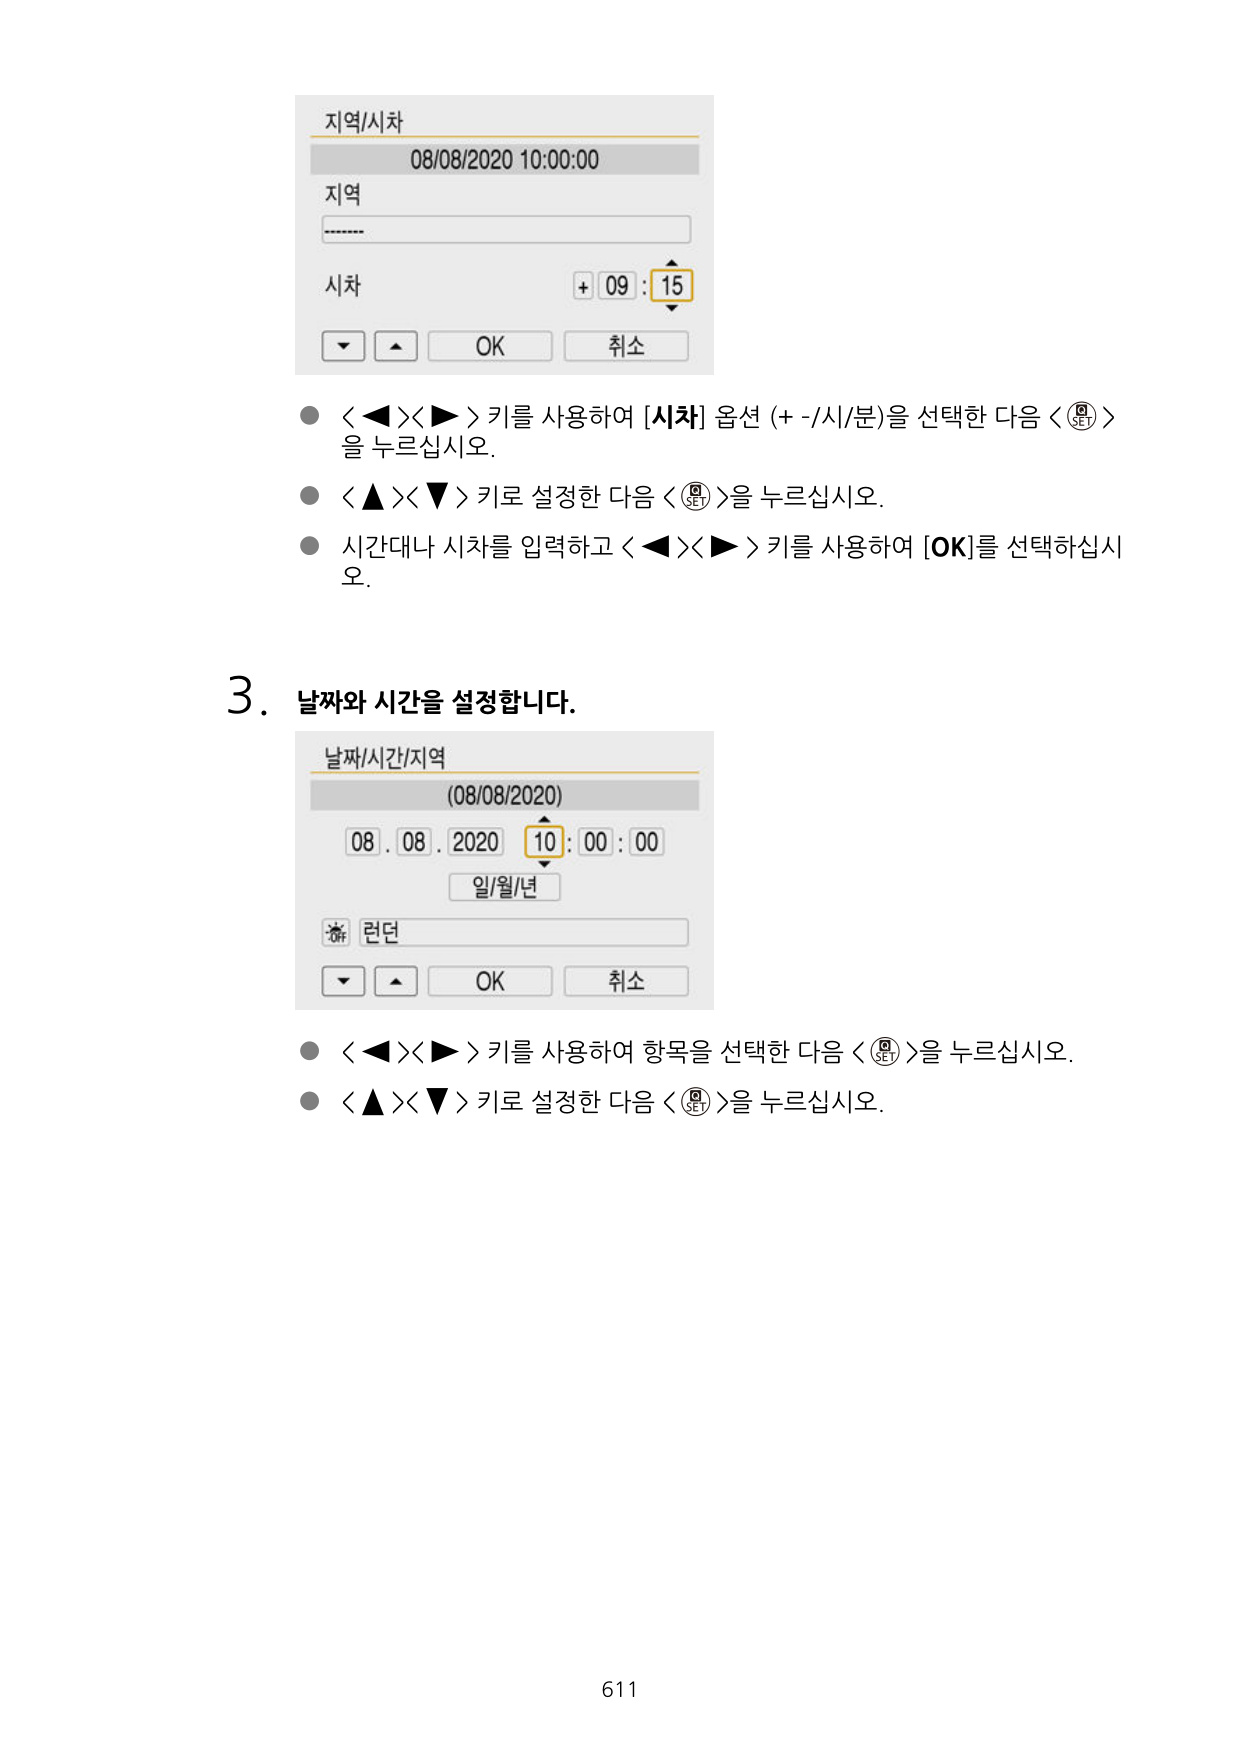 지역/시차
08/08/2020 10:00:00
지역
-------
시차 + 09 : 15
OK 취소
● <◀><▶> 키를 사용하여 [시차] 옵션 (+ -/시/분)을 선택한 다음 <Q SET>
을 누르십시오.
● <▲><▼> 키로 설정한 다음 <Q SET>을 누르십시오.
● 시간대나 시차를 입력하고 <◀><▶> 키를 사용하여 [OK]를 선택하십시
오.
3. 날짜와 시간을 설정합니다.
날짜/시간/지역
(08/08/2020)
08 . 08 . 2020 10 : 00 : 00
일/월/년
OFF 런던
OK 취소
● <◀><▶> 키를 사용하여 항목을 선택한 다음 <Q SET>을 누르십시오.
● <▲><▼> 키로 설정한 다음 <Q SET>을 누르십시오.
611